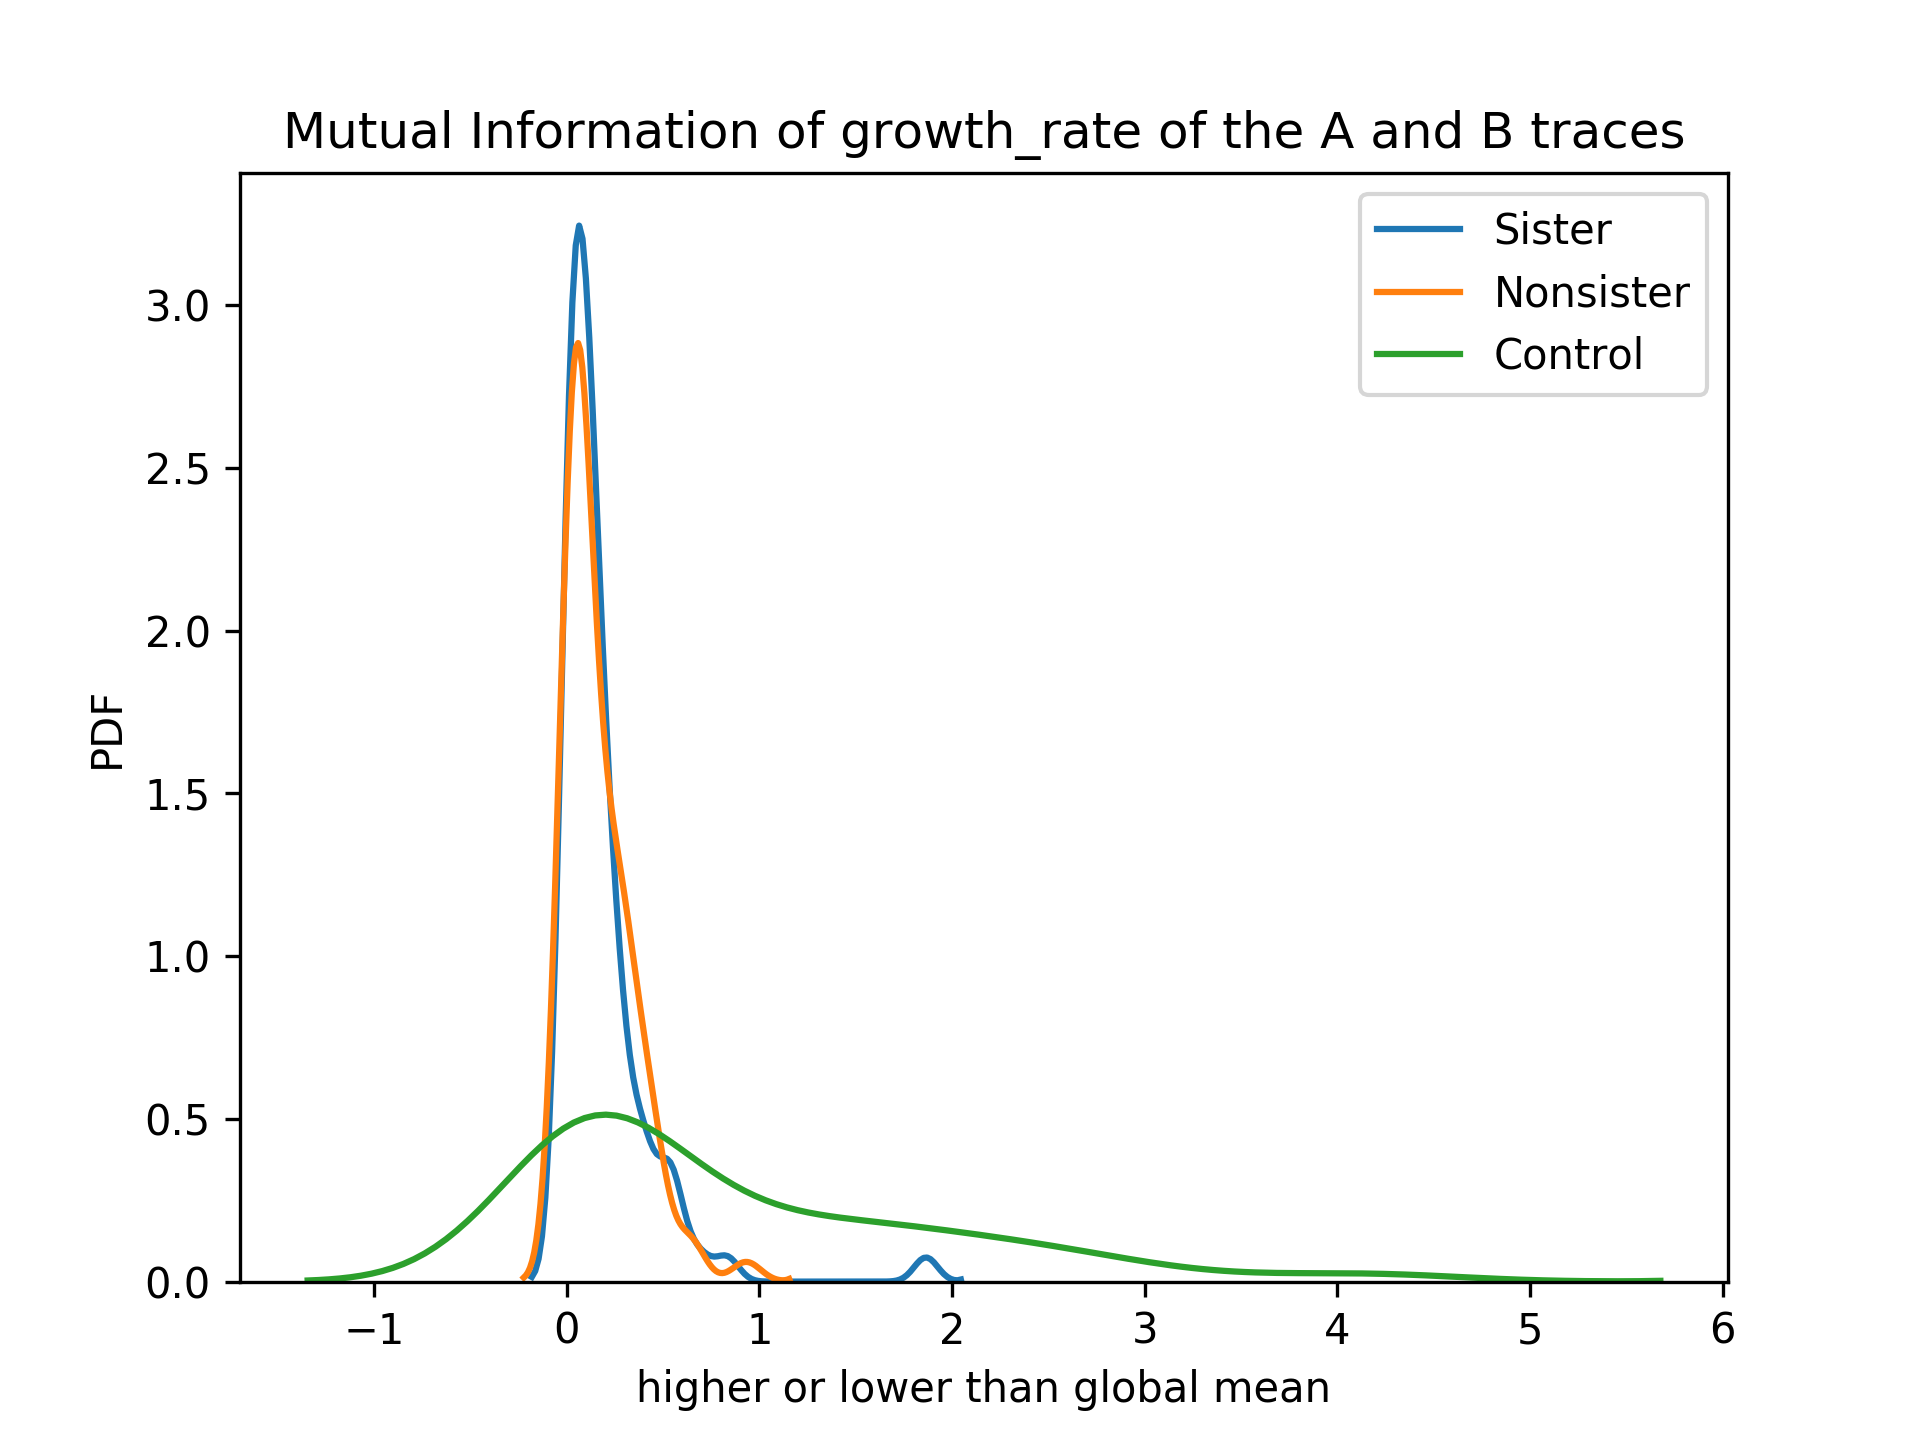 Mutual Information of growth_rate of the A and B traces
Sister
Nonsister
Control
PDF
3.0
2.5
2.0
1.5
1.0
0.5
0.0
−1 0 1 2 3 4 5 6
higher or lower than global mean